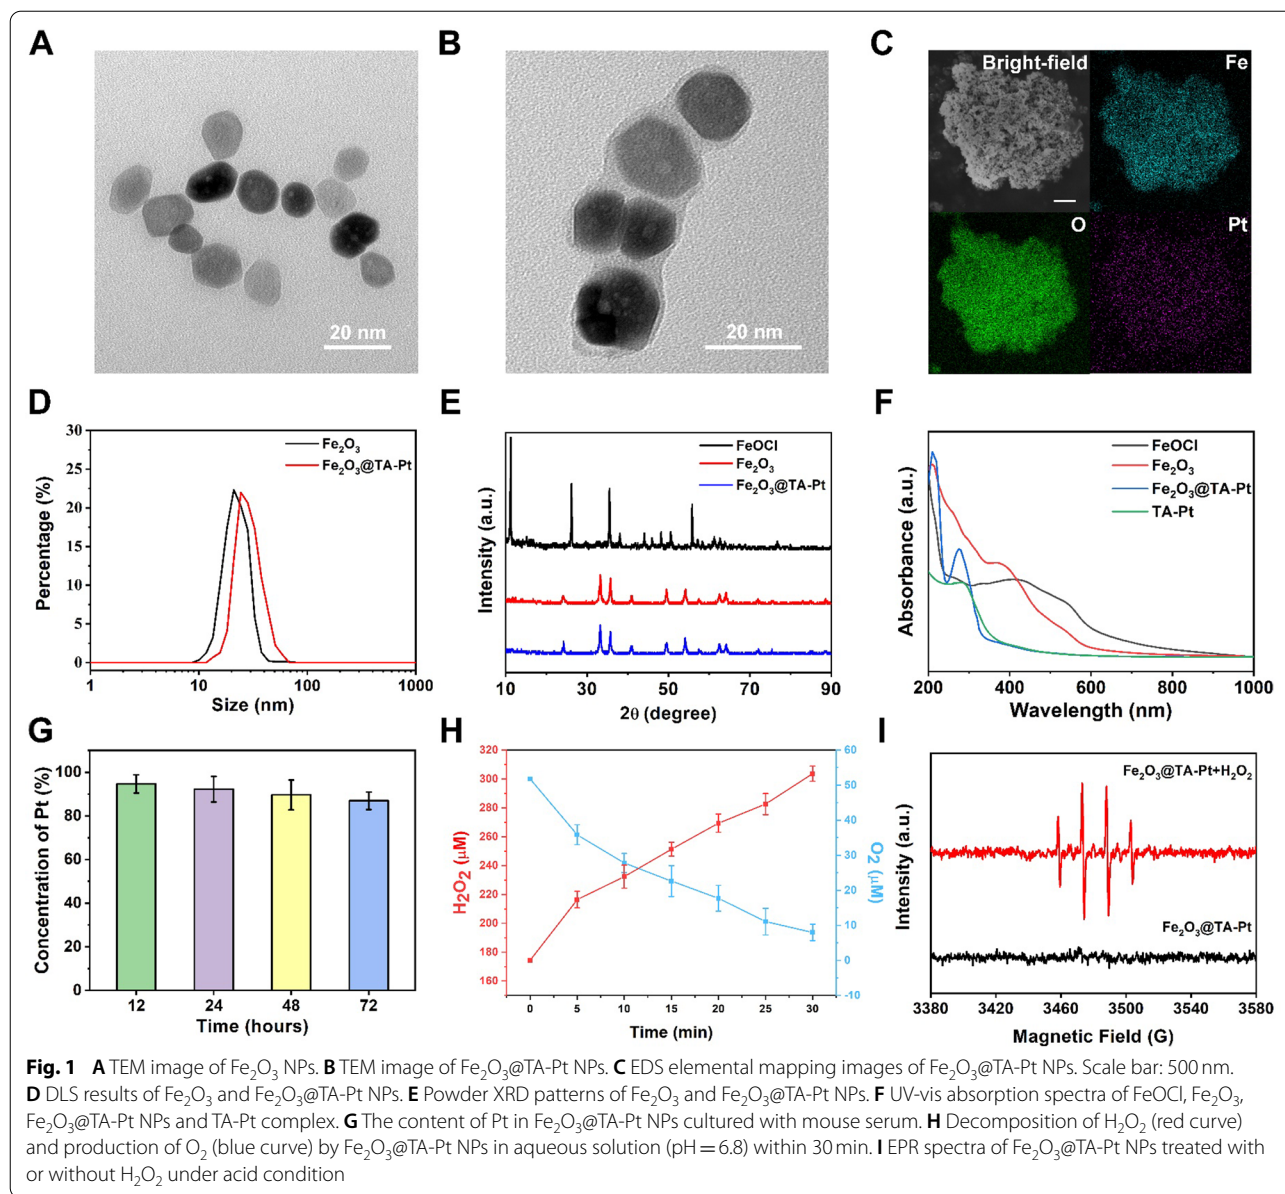 A
20 nm
B
20 nm
C
Bright-field
Fe
O
Pt
D
Fe₂O₃
Fe₂O₃@TA-Pt
Percentage (%)
30
25
20
15
10
5
0
1
10
100
1000
Size (nm)
E
FeOCl
Fe₂O₃
Fe₂O₃@TA-Pt
Intensity (a.u.)
10
30
50
70
90
2θ (degree)
F
FeOCl
Fe₂O₃
Fe₂O₃@TA-Pt
TA-Pt
Absorbance (a.u.)
200
400
600
800
1000
Wavelength (nm)
G
Concentration of Pt (%)
100
80
60
40
20
0
12
24
48
72
Time (hours)
H
H₂O₂ (μM)
320
300
280
260
240
220
200
180
160
O₂ (μM)
60
50
40
30
20
10
0
-10
0
5
10
15
20
25
30
Time (min)
I
Fe₂O₃@TA-Pt+H₂O₂
Fe₂O₃@TA-Pt
Intensity (a.u.)
3380
3420
3460
3500
3540
3580
Magnetic Field (G)
Fig. 1 A TEM image of Fe₂O₃ NPs. B TEM image of Fe₂O₃@TA-Pt NPs. C EDS elemental mapping images of Fe₂O₃@TA-Pt NPs. Scale bar: 500 nm.
D DLS results of Fe₂O₃ and Fe₂O₃@TA-Pt NPs. E Powder XRD patterns of Fe₂O₃ and Fe₂O₃@TA-Pt NPs. F UV-vis absorption spectra of FeOCl, Fe₂O₃,
Fe₂O₃@TA-Pt NPs and TA-Pt complex. G The content of Pt in Fe₂O₃@TA-Pt NPs cultured with mouse serum. H Decomposition of H₂O₂ (red curve)
and production of O₂ (blue curve) by Fe₂O₃@TA-Pt NPs in aqueous solution (pH = 6.8) within 30 min. I EPR spectra of Fe₂O₃@TA-Pt NPs treated with
or without H₂O₂ under acid condition